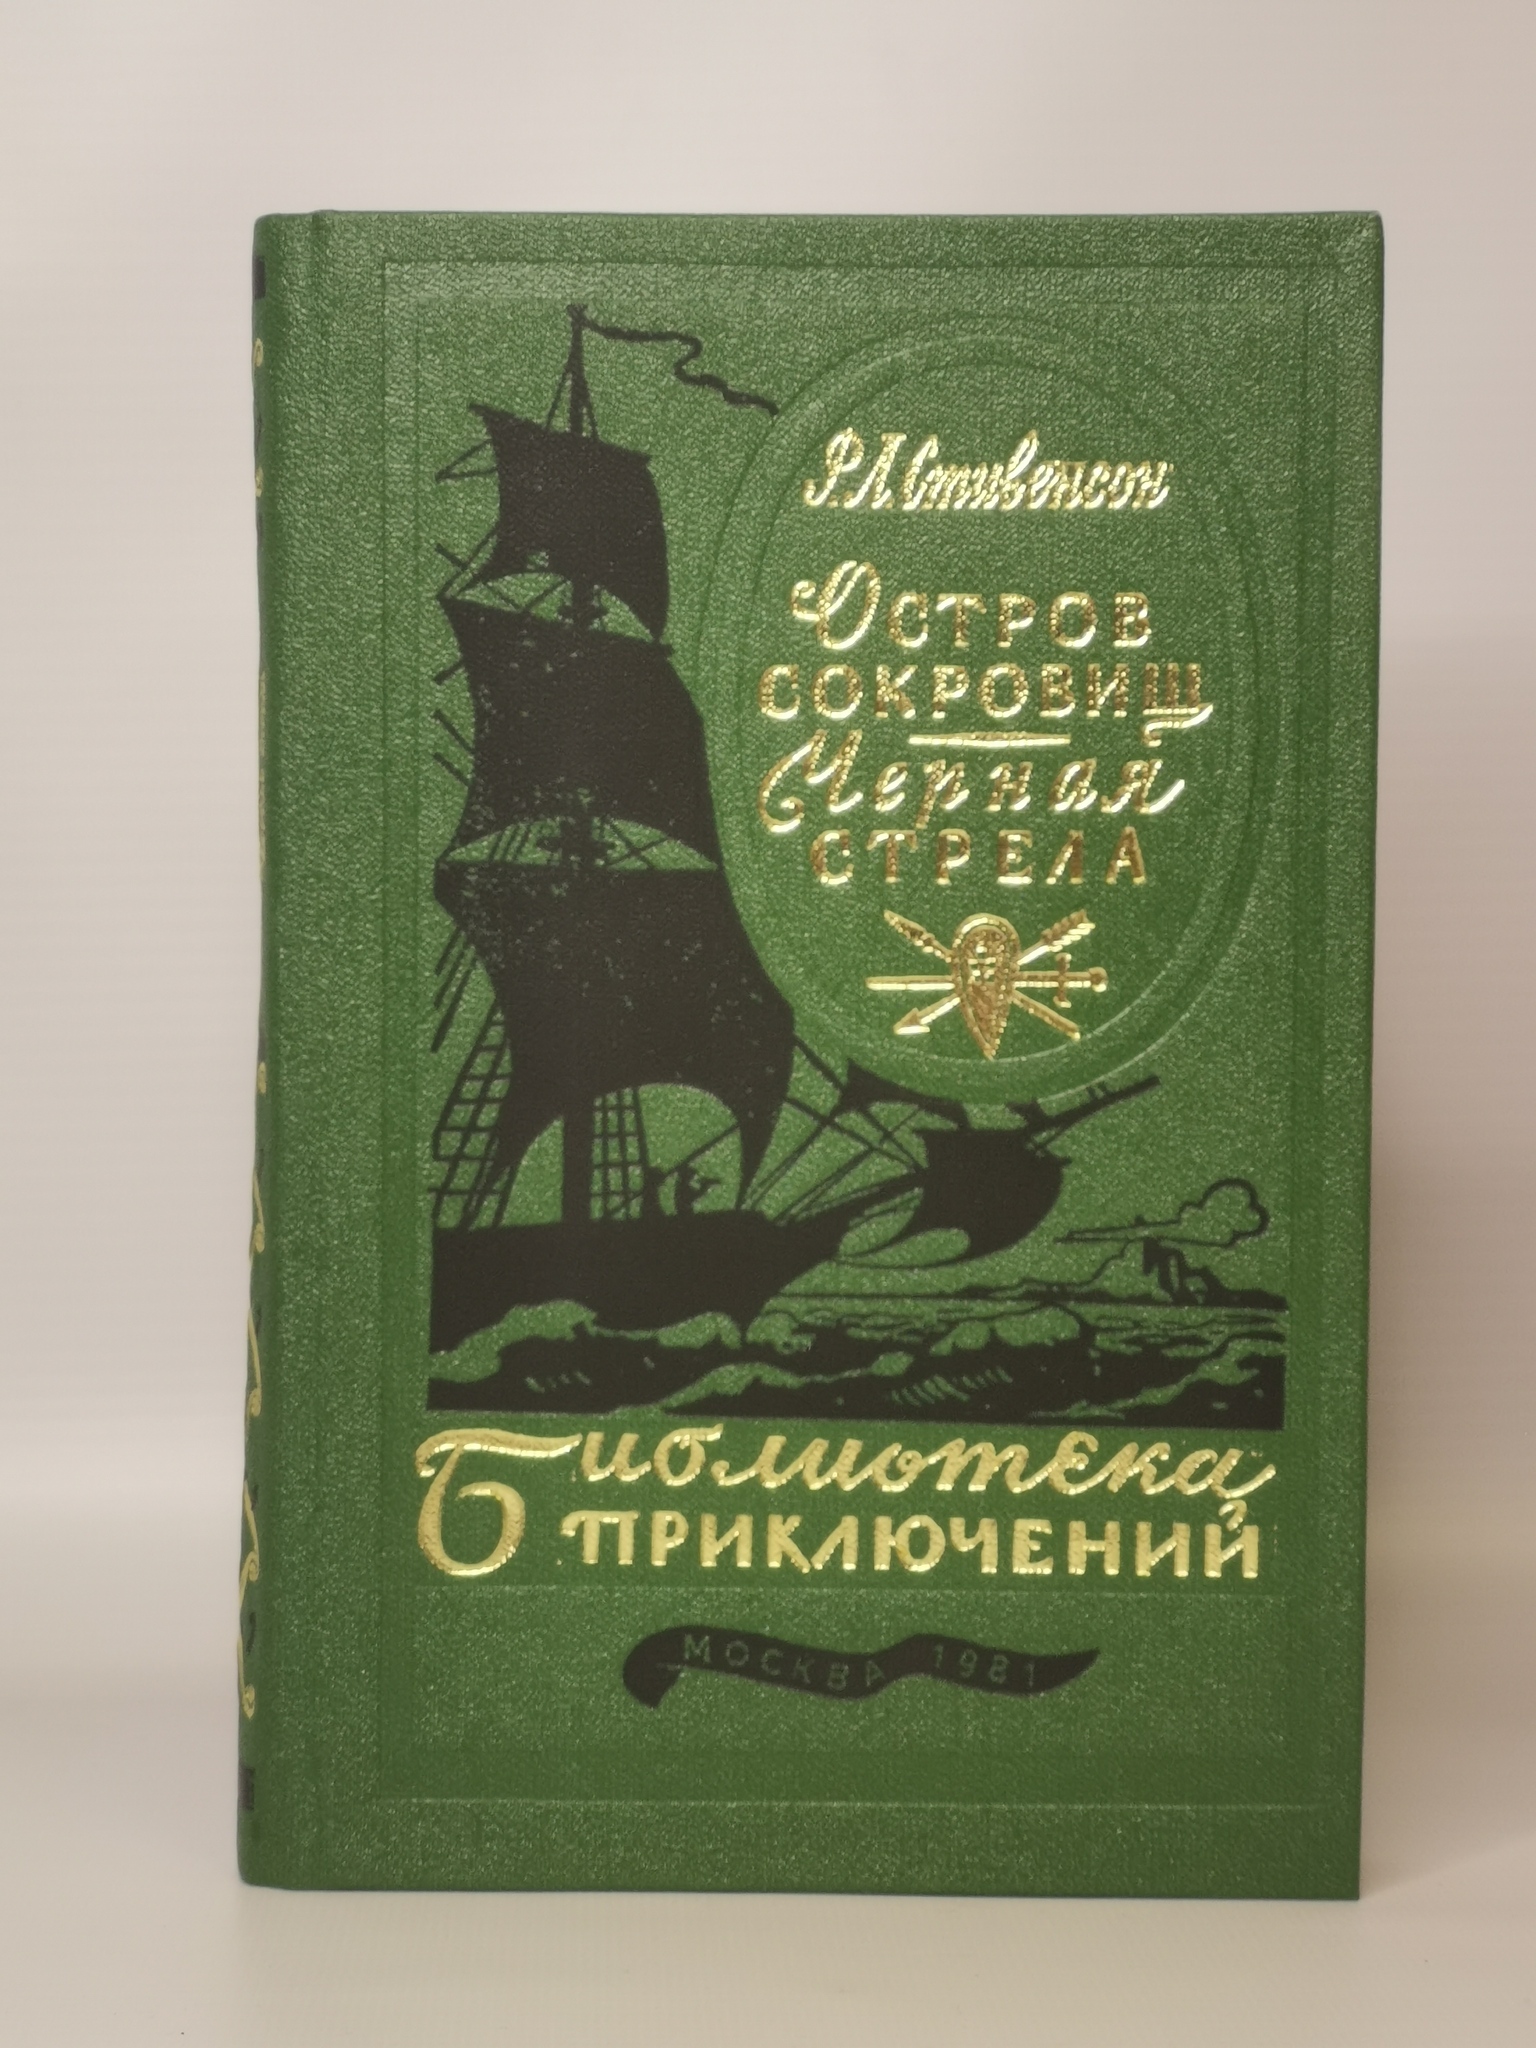 Р.Л.Стивенсон
Остров
сокровищ
Черная
стрела
Библиотека
приключений
МОСКВА 1981